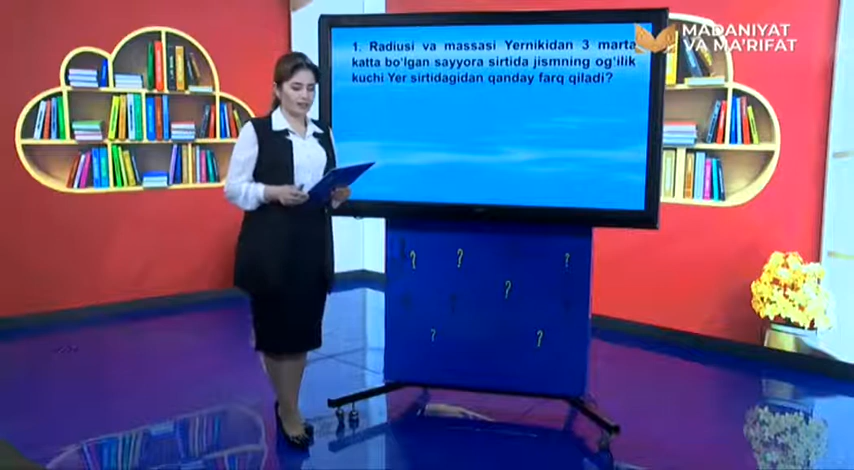 1. RADIUSI va MASSASI YERNIKIDAN 3 MARTA
katta bo'lgan sayyora sirtida jismning og'ilik
kuchi Yer sirtidagidan qanday farq qiladi?
MADANIYAT
VA MA'RIFAT
? ? ?
?
? ?